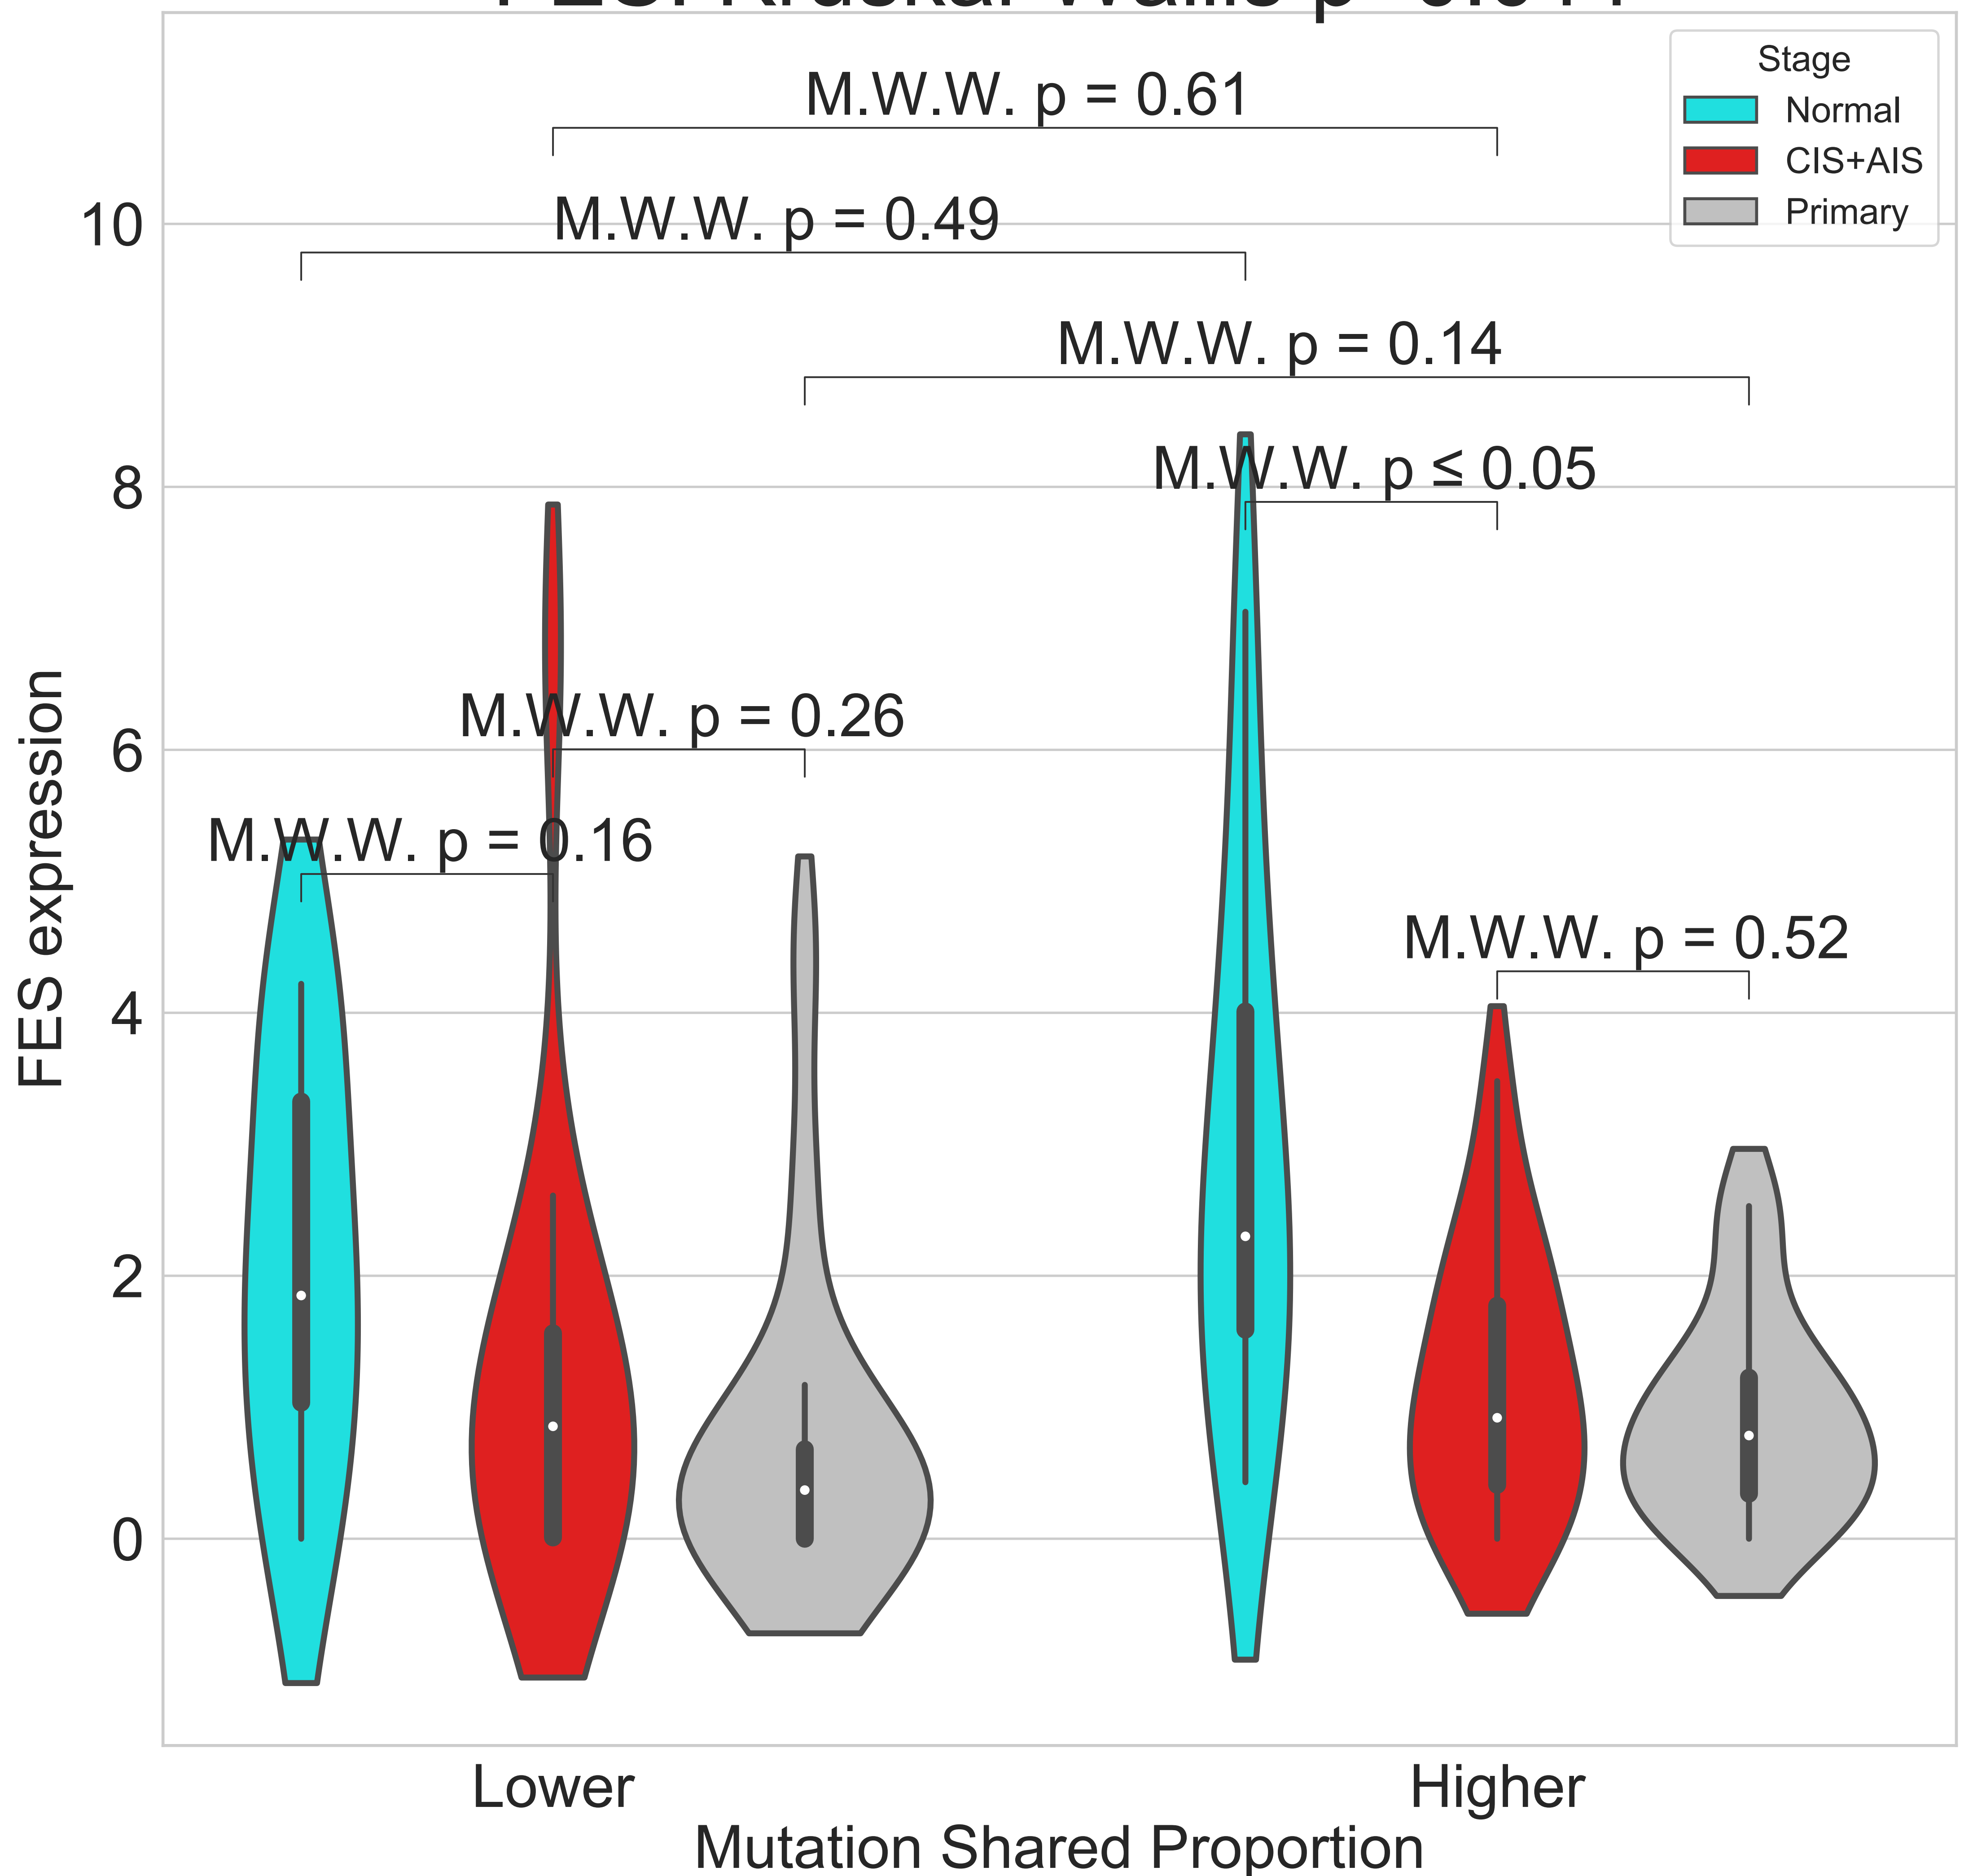 Stage
Normal
CIS+AIS
Primary
M.W.W. p = 0.61
M.W.W. p = 0.49
M.W.W. p = 0.14
M.W.W. p ≤ 0.05
M.W.W. p = 0.26
M.W.W. p = 0.16
M.W.W. p = 0.52
10
8
6
4
2
0
FES expression
Lower
Higher
Mutation Shared Proportion